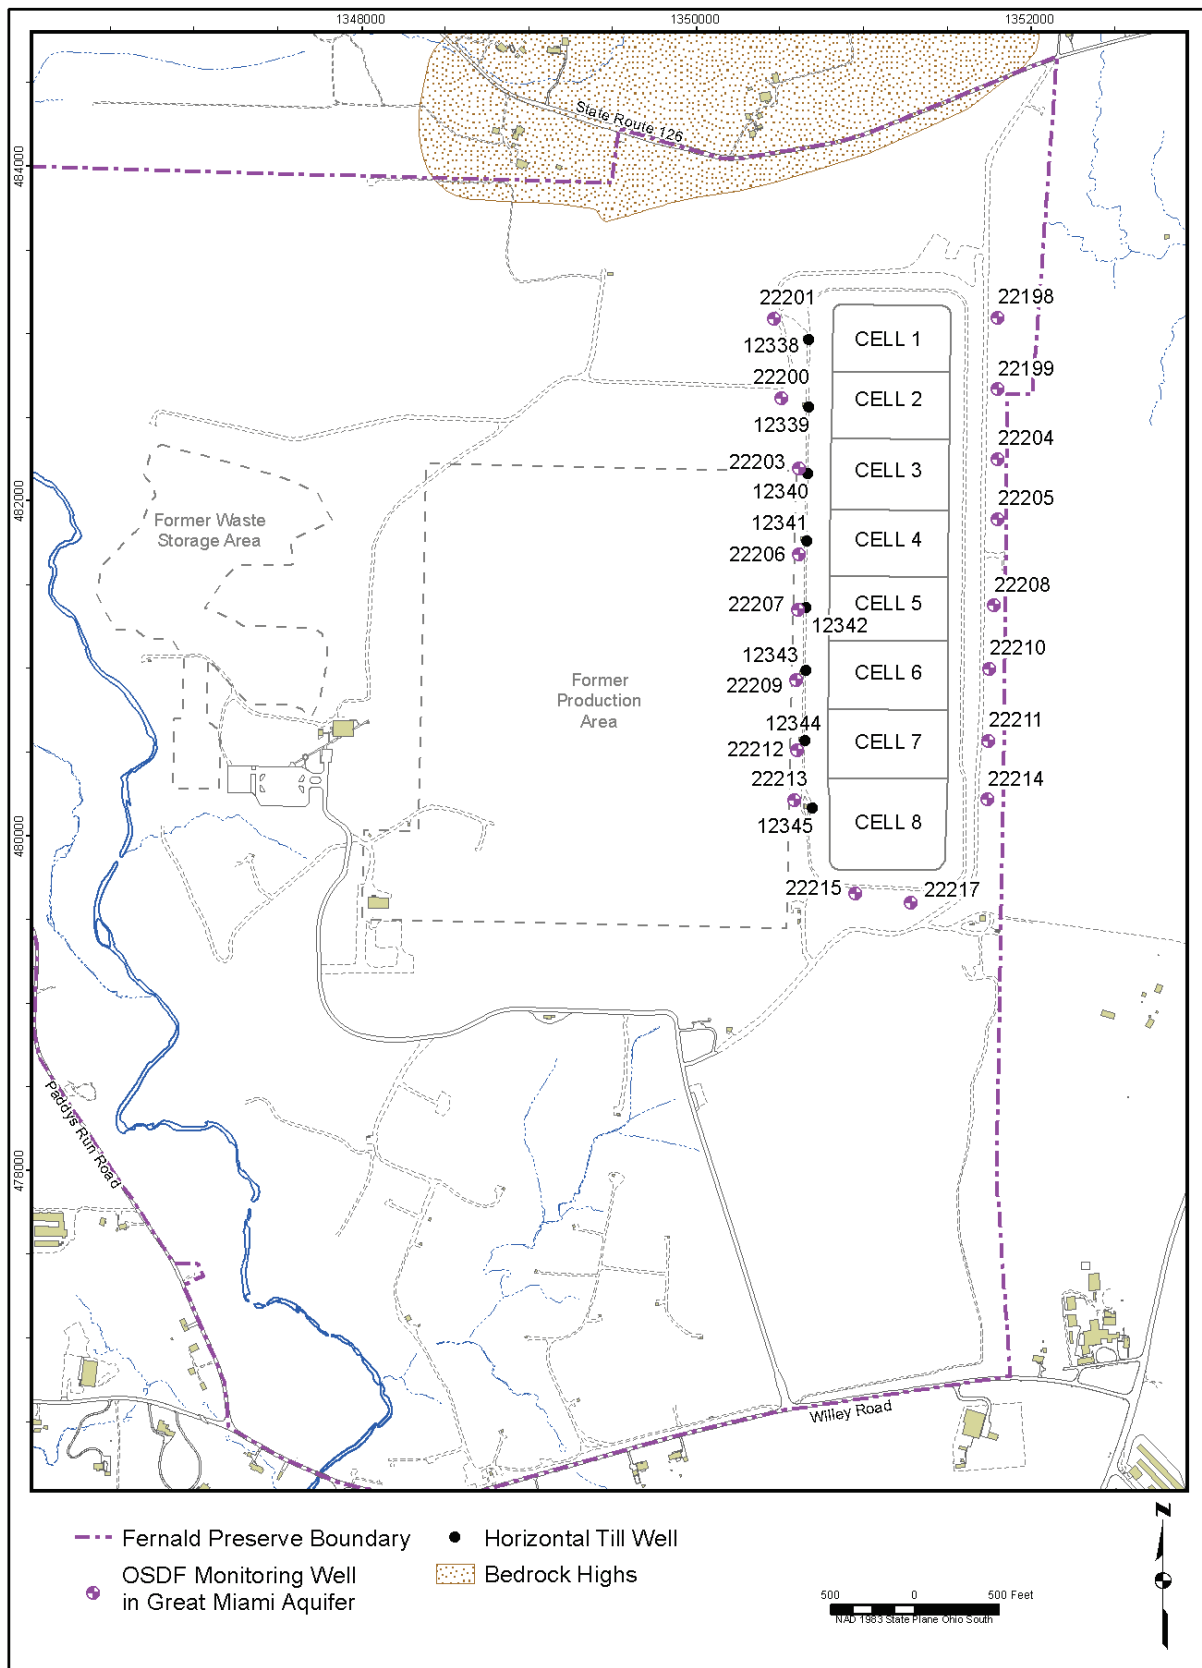 1348000
1350000
1352000
484000
482000
480000
478000
State Route 126
22201
22198
12338
CELL 1
22200
22199
CELL 2
12339
22204
22203
CELL 3
12340
22205
12341
CELL 4
22206
22207
CELL 5
22208
12342
12343
22210
22209
CELL 6
12344
22211
22212
CELL 7
22213
22214
12345
CELL 8
22215
22217
Former Waste
Storage Area
Former
Production
Area
Paddys Run Road
Willey Road
Fernald Preserve Boundary
Horizontal Till Well
OSDF Monitoring Well
in Great Miami Aquifer
Bedrock Highs
500 0 500 Feet
NAD 1983 State Plane Ohio South
Z